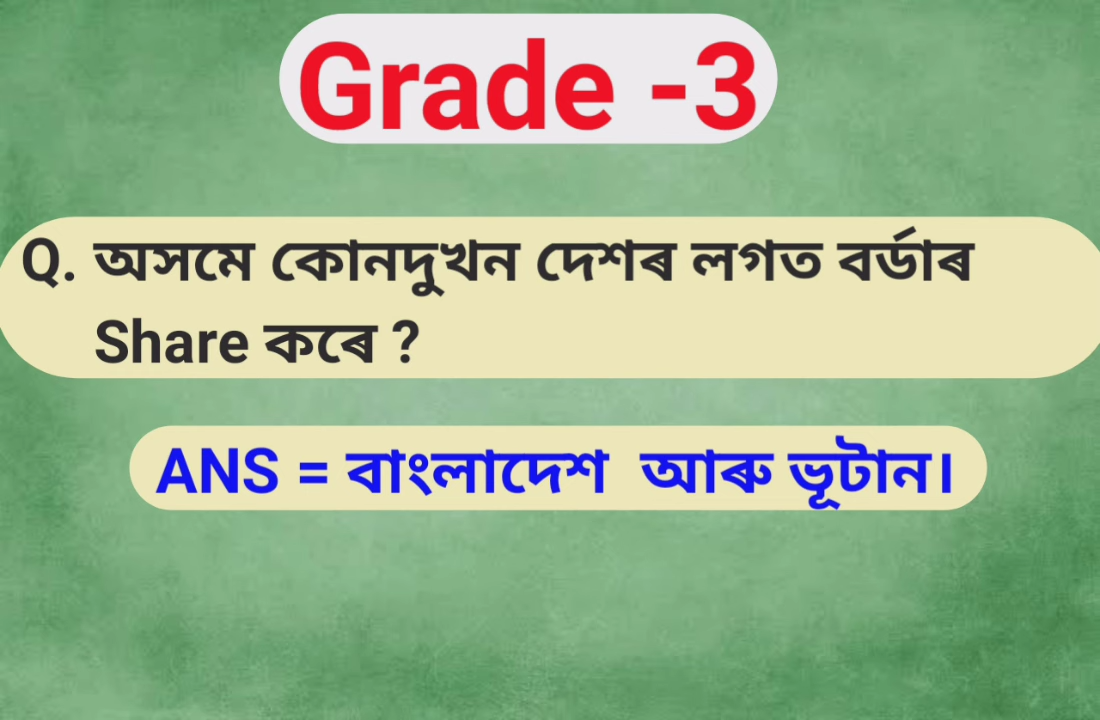 Grade -3
Q. অসমে কোনদুখন দেশৰ লগত বৰ্ডাৰ
Share কৰে ?
ANS = বাংলাদেশ আৰু ভূটান।